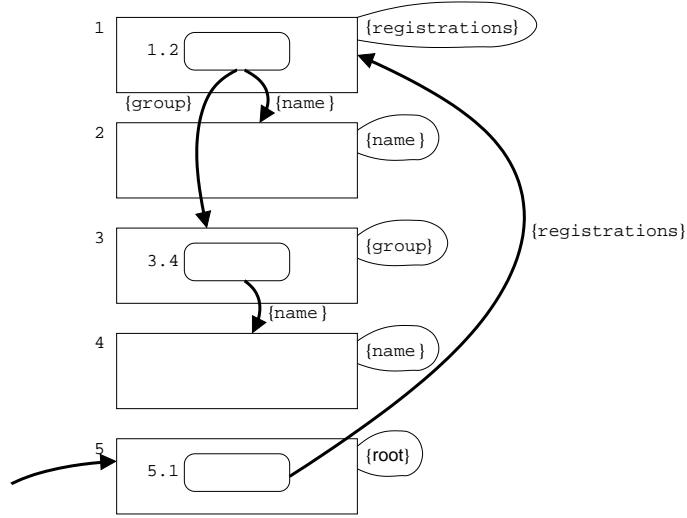 1
{registrations}
1.2
{group}
{name}
2
{name}
{registrations}
3
{group}
3.4
{name}
4
{name}
5
{root}
5.1